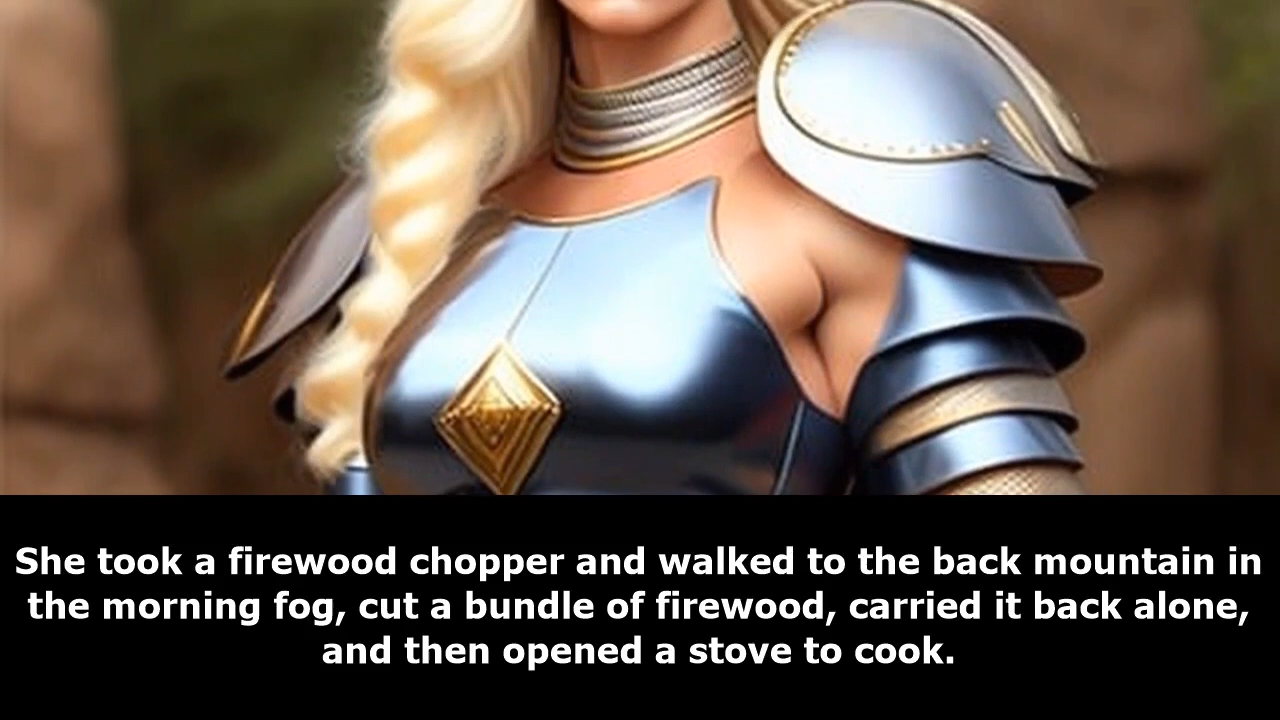 She took a firewood chopper and walked to the back mountain in
the morning fog, cut a bundle of firewood, carried it back alone,
and then opened a stove to cook.